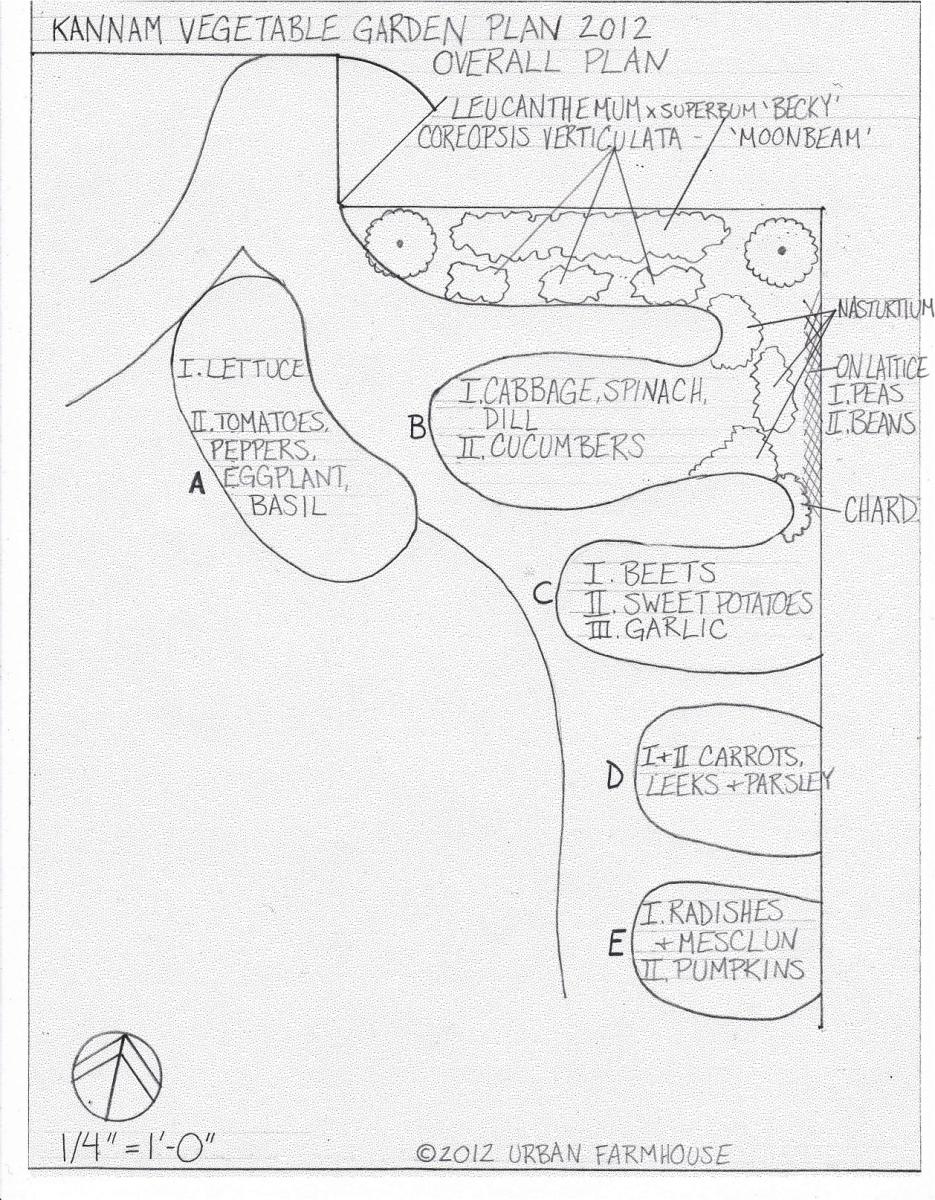 KANNAM VEGETABLE GARDEN PLAN 2012
OVERALL PLAN
LEUCANTHEMUM x SUPERBUM 'BECKY'
COREOPSIS VERTICULATA - 'MOONBEAM'
NASTURTIUM
ON LATTICE
I. PEAS
II. BEANS
CHARD
A
I. LETTUCE
II. TOMATOES,
PEPPERS,
EGGPLANT,
BASIL
B
I. CABBAGE, SPINACH,
DILL
II. CUCUMBERS
C
I. BEETS
II. SWEET POTATOES
III. GARLIC
D
I+II CARROTS,
LEEKS + PARSLEY
E
I. RADISHES
+ MESCLUN
II. PUMPKINS
1/4" = 1'-0"
©2012 URBAN FARMHOUSE